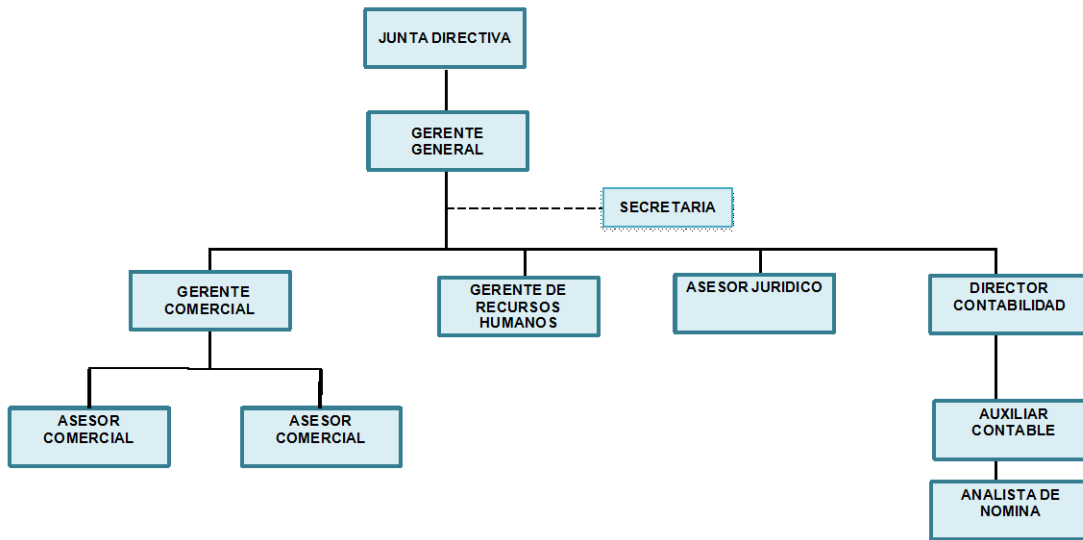 JUNTA DIRECTIVA
GERENTE
GENERAL
SECRETARIA
GERENTE
COMERCIAL
GERENTE DE
RECURSOS
HUMANOS
ASESOR JURIDICO
DIRECTOR
CONTABILIDAD
ASESOR
COMERCIAL
ASESOR
COMERCIAL
AUXILIAR
CONTABLE
ANALISTA DE
NOMINA